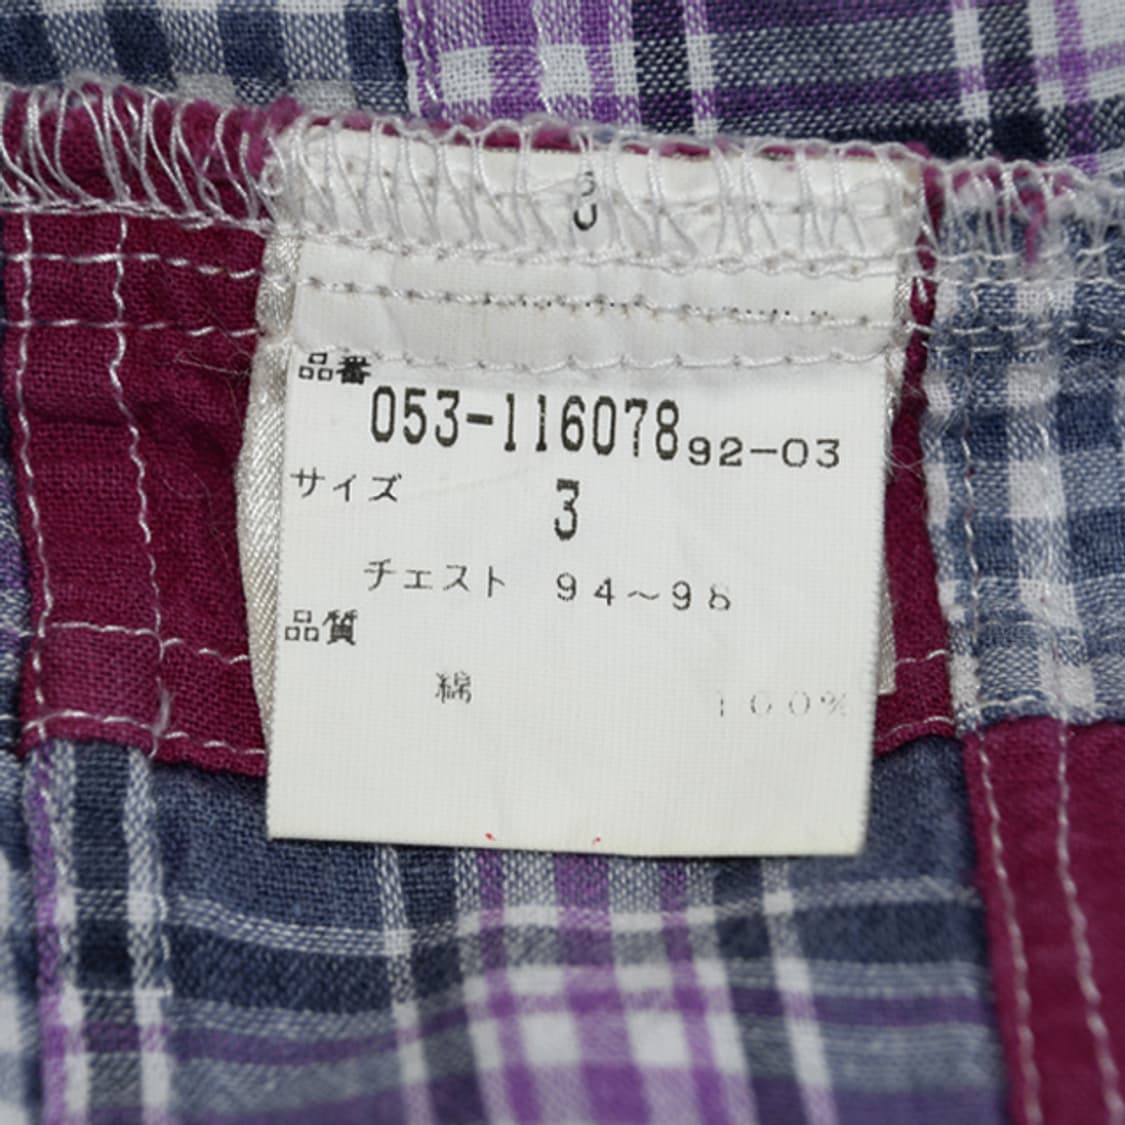 品番
053-116078 92-03
サイズ 3
チェスト 94～98
品質
綿 100%